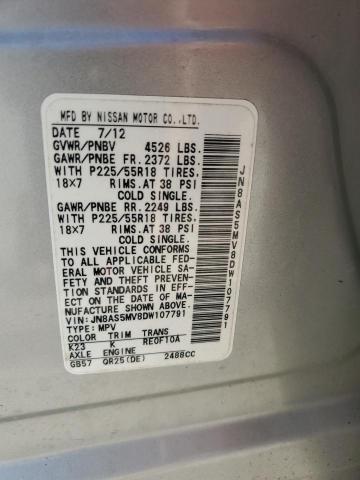 MFD BY NISSAN MOTOR CO.,LTD.
DATE 7/12
GVWR/PNBV 4526 LBS.
GAWR/PNBE FR. 2372 LBS.
WITH P225/55R18 TIRES,
18×7 RIMS.AT 38 PSI
COLD SINGLE.
GAWR/PNBE RR. 2249 LBS.
WITH P225/55R18 TIRES,
18×7 RIMS.AT 38 PSI
COLD SINGLE.
THIS VEHICLE CONFORMS
TO ALL APPLICABLE FED-
ERAL MOTOR VEHICLE SA-
FETY AND THEFT PREVEN-
TION STANDARDS IN EFF-
ECT ON THE DATE OF MA-
NUFACTURE SHOWN ABOVE.
VIN:JN8AS5MV8DW107791
TYPE:MPV
COLOR TRIM TRANS
K23 K RE0F10A
AXLE ENGINE
GB57 QR25(DE) 2488CC
JN8AS5MV8DW107791